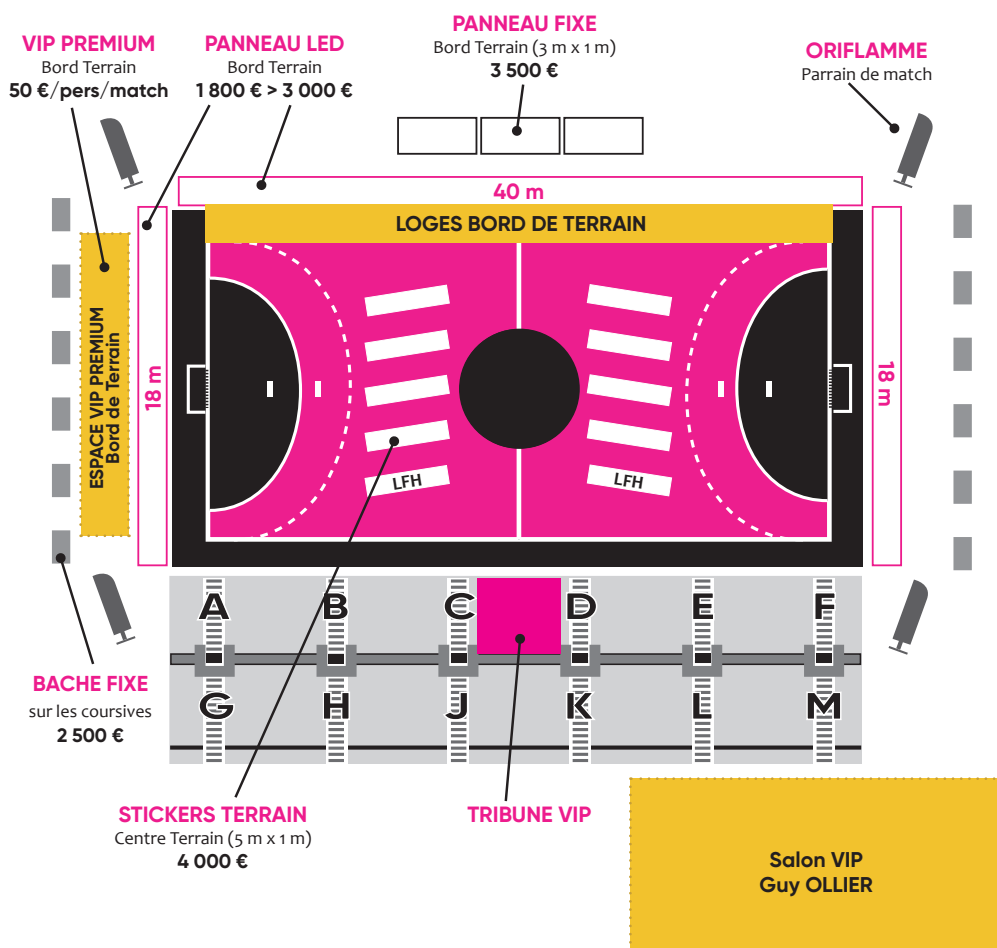 VIP PREMIUM
Bord Terrain
50 €/pers/match
PANNEAU LED
Bord Terrain
1 800 € > 3 000 €
PANNEAU FIXE
Bord Terrain (3 m x 1 m)
3 500 €
ORIFLAMME
Parrain de match
40 m
LOGES BORD DE TERRAIN
ESPACE VIP PREMIUM
Bord de Terrain
18 m
18 m
LFH
LFH
A
B
C
D
E
F
G
H
J
K
L
M
BACHE FIXE
sur les coursives
2 500 €
STICKERS TERRAIN
Centre Terrain (5 m x 1 m)
4 000 €
TRIBUNE VIP
Salon VIP
Guy OLLIER